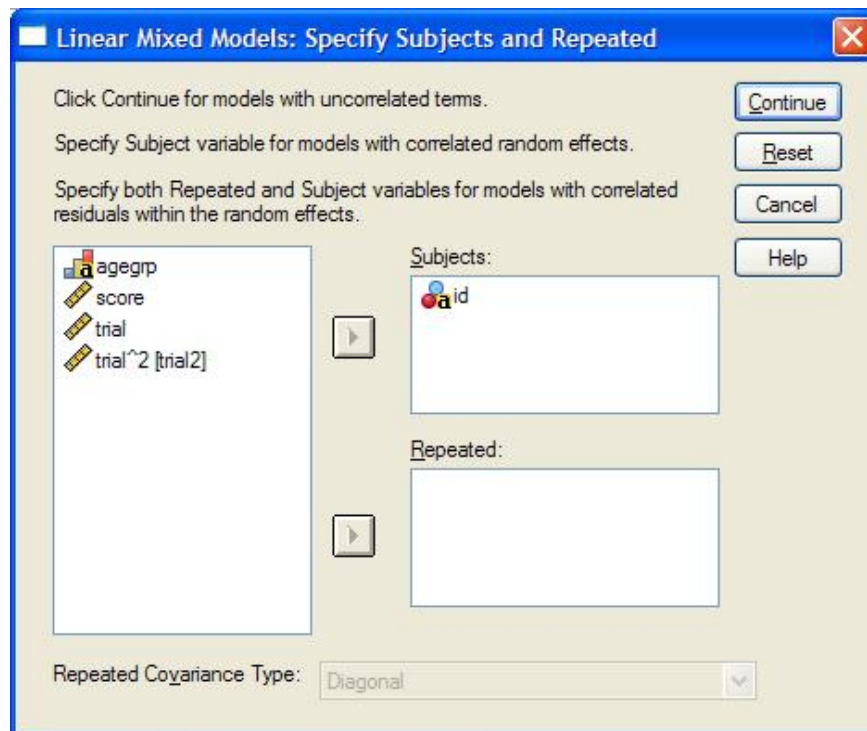 Linear Mixed Models: Specify Subjects and Repeated
Click Continue for models with uncorrelated terms.
Specify Subject variable for models with correlated random effects.
Specify both Repeated and Subject variables for models with correlated
residuals within the random effects.
Continue
Reset
Cancel
Help
agegrp
score
trial
trial^2 [trial2]
Subjects:
id
Repeated:
Repeated Covariance Type:
Diagonal